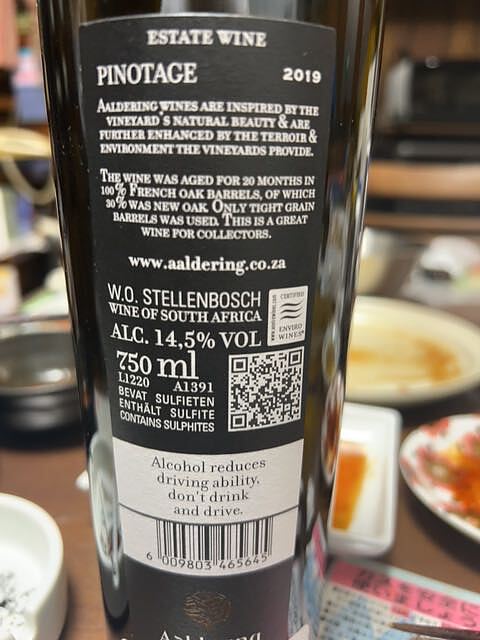 ESTATE WINE
PINOTAGE 2019
AALDERING WINES ARE INSPIRED BY THE
VINEYARD'S NATURAL BEAUTY & ARE
FURTHER ENHANCED BY THE TERROIR &
ENVIRONMENT THE VINEYARDS PROVIDE.
THE WINE WAS AGED FOR 20 MONTHS IN
100% FRENCH OAK BARRELS, OF WHICH
30% WAS NEW OAK. ONLY TIGHT GRAIN
BARRELS WAS USED. THIS IS A GREAT
WINE FOR COLLECTORS.
www.aaldering.co.za
W.O. STELLENBOSCH
WINE OF SOUTH AFRICA
CERTIFIED
ENVIRO
WINES
ALC. 14,5% VOL
750 ml
L1220 A1391
BEVAT SULFIETEN
ENTHÄLT SULFITE
CONTAINS SULPHITES
Alcohol reduces
driving ability,
don't drink
and drive.
6 009803 465645